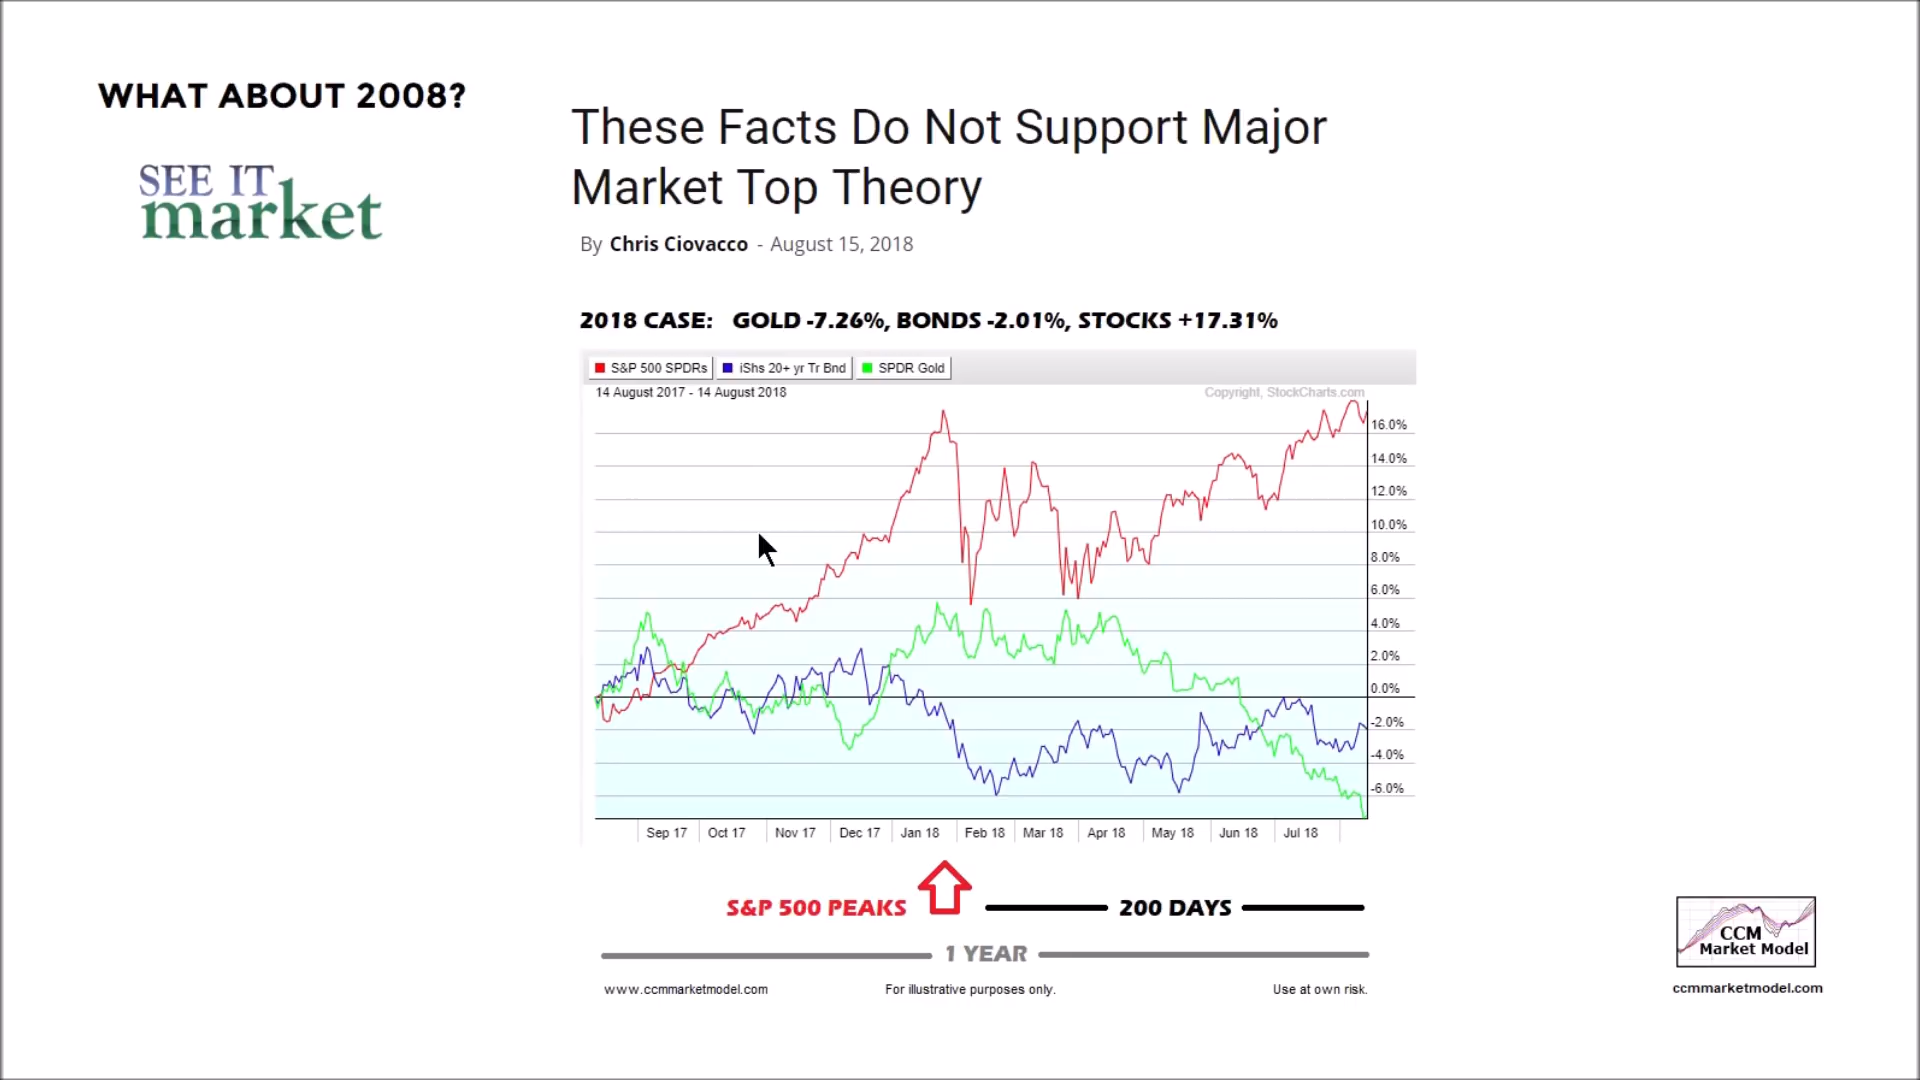 WHAT ABOUT 2008?
SEE IT
market
These Facts Do Not Support Major
Market Top Theory
By Chris Ciovacco - August 15, 2018
2018 CASE: GOLD -7.26%, BONDS -2.01%, STOCKS +17.31%
S&P 500 SPDRs iShs 20+ yr Tr Bnd SPDR Gold
14 August 2017 - 14 August 2018 Copyright, StockCharts.com
16.0%
14.0%
12.0%
10.0%
8.0%
6.0%
4.0%
2.0%
0.0%
-2.0%
-4.0%
-6.0%
Sep 17 Oct 17 Nov 17 Dec 17 Jan 18 Feb 18 Mar 18 Apr 18 May 18 Jun 18 Jul 18
S&P 500 PEAKS 200 DAYS
1 YEAR
www.ccmmarketmodel.com For illustrative purposes only. Use at own risk.
CCM
Market Model
ccmmarketmodel.com